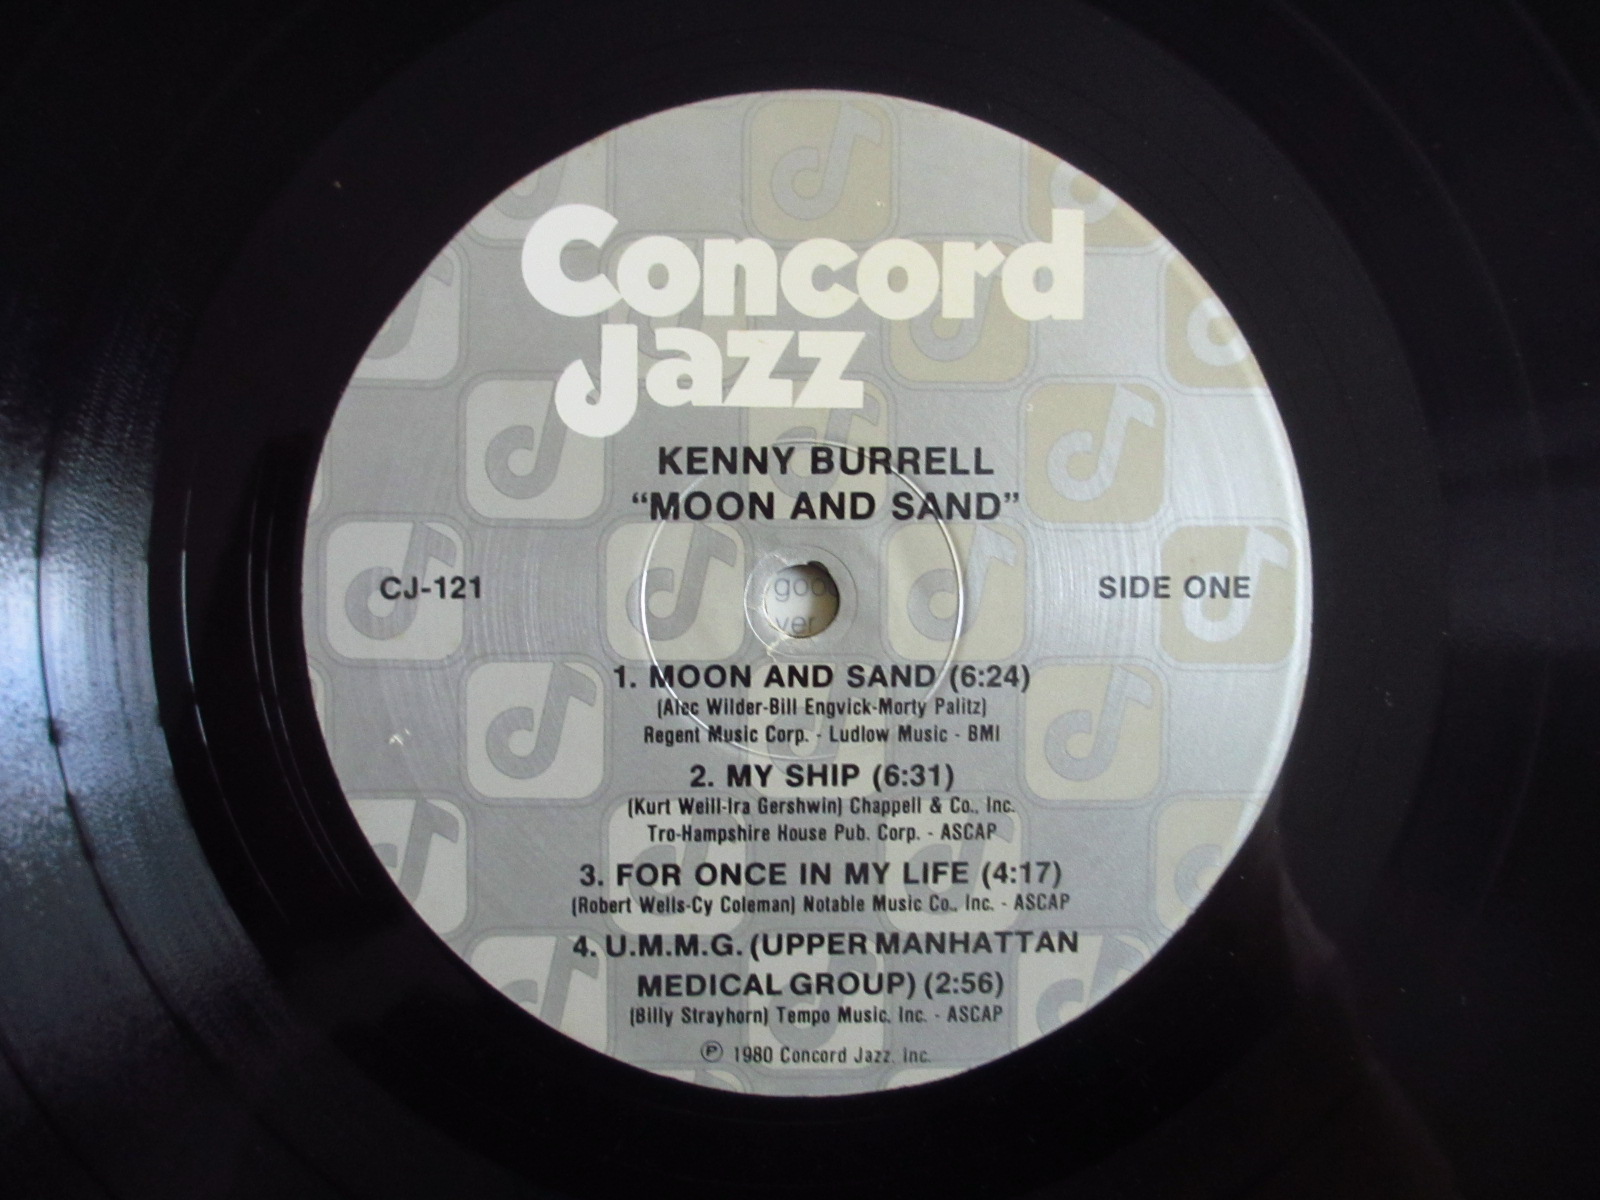 Concord
Jazz
KENNY BURRELL
“MOON AND SAND”
CJ-121
SIDE ONE
1. MOON AND SAND (6:24)
(Alec Wilder-Bill Engvick-Morty Palitz)
Regent Music Corp. - Ludlow Music - BMI
2. MY SHIP (6:31)
(Kurt Weill-Ira Gershwin) Chappell & Co., Inc.
Tro-Hampshire House Pub. Corp. - ASCAP
3. FOR ONCE IN MY LIFE (4:17)
(Robert Wells-Cy Coleman) Notable Music Co., Inc. - ASCAP
4. U.M.M.G. (UPPER MANHATTAN
MEDICAL GROUP) (2:56)
(Billy Strayhorn) Tempo Music, Inc. - ASCAP
℗ 1980 Concord Jazz, Inc.